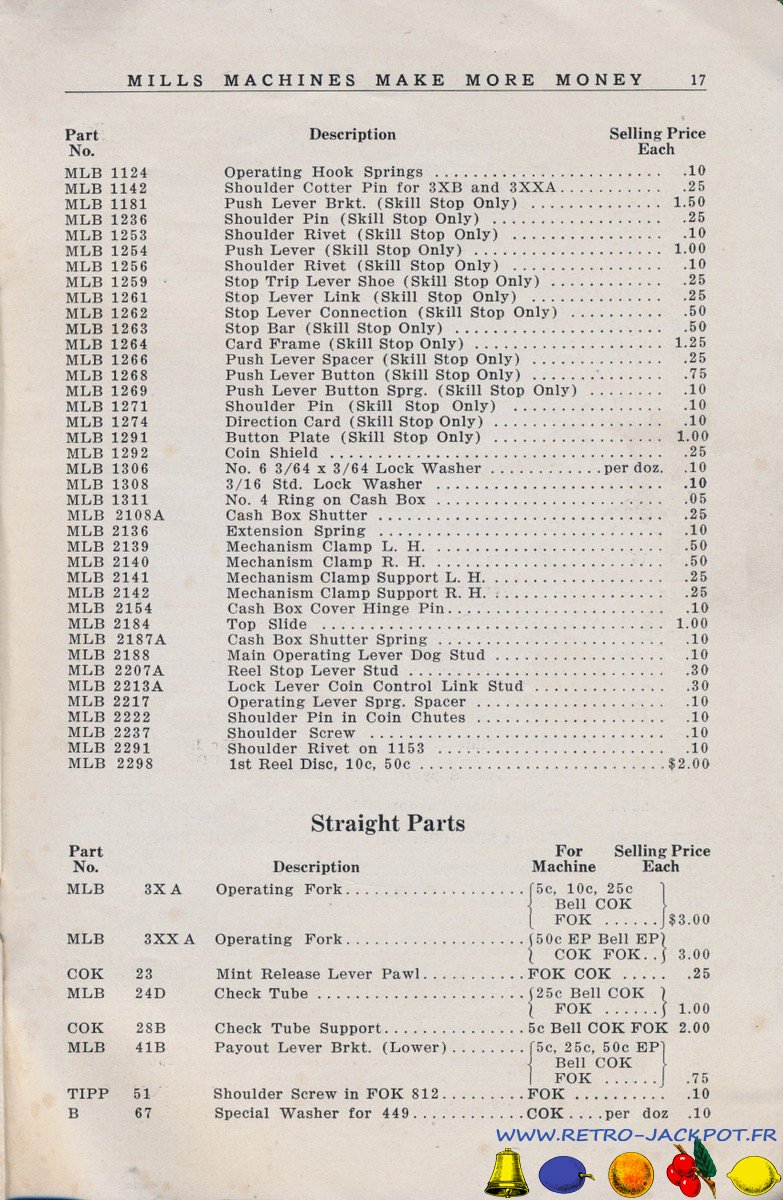 MILLS MACHINES MAKE MORE MONEY 17
Part No. Description Selling Price Each
MLB 1124 Operating Hook Springs .10
MLB 1142 Shoulder Cotter Pin for 3XB and 3XXA .25
MLB 1181 Push Lever Brkt. (Skill Stop Only) 1.50
MLB 1236 Shoulder Pin (Skill Stop Only) .25
MLB 1253 Shoulder Rivet (Skill Stop Only) .10
MLB 1254 Push Lever (Skill Stop Only) 1.00
MLB 1256 Shoulder Rivet (Skill Stop Only) .10
MLB 1259 Stop Trip Lever Shoe (Skill Stop Only) .25
MLB 1261 Stop Lever Link (Skill Stop Only) .25
MLB 1262 Stop Lever Connection (Skill Stop Only) .50
MLB 1263 Stop Bar (Skill Stop Only) .50
MLB 1264 Card Frame (Skill Stop Only) 1.25
MLB 1266 Push Lever Spacer (Skill Stop Only) .25
MLB 1268 Push Lever Button (Skill Stop Only) .75
MLB 1269 Push Lever Button Sprg. (Skill Stop Only) .10
MLB 1271 Shoulder Pin (Skill Stop Only) .10
MLB 1274 Direction Card (Skill Stop Only) .10
MLB 1291 Button Plate (Skill Stop Only) 1.00
MLB 1292 Coin Shield .25
MLB 1306 No. 6 3/64 x 3/64 Lock Washer per doz. .10
MLB 1308 3/16 Std. Lock Washer .10
MLB 1311 No. 4 Ring on Cash Box .05
MLB 2108A Cash Box Shutter .25
MLB 2136 Extension Spring .10
MLB 2139 Mechanism Clamp L. H. .50
MLB 2140 Mechanism Clamp R. H. .50
MLB 2141 Mechanism Clamp Support L. H. .25
MLB 2142 Mechanism Clamp Support R. H. .25
MLB 2154 Cash Box Cover Hinge Pin .10
MLB 2184 Top Slide 1.00
MLB 2187A Cash Box Shutter Spring .10
MLB 2188 Main Operating Lever Dog Stud .10
MLB 2207A Reel Stop Lever Stud .30
MLB 2213A Lock Lever Coin Control Link Stud .30
MLB 2217 Operating Lever Sprg. Spacer .10
MLB 2222 Shoulder Pin in Coin Chutes .10
MLB 2237 Shoulder Screw .10
MLB 2291 Shoulder Rivet on 1153 .10
MLB 2298 1st Reel Disc, 10c, 50c $2.00
Straight Parts
Part No. Description For Machine Selling Price Each
MLB 3X A Operating Fork 5c, 10c, 25c
Bell COK
FOK $3.00
MLB 3XX A Operating Fork 50c EP Bell EP
COK FOK 3.00
COK 23 Mint Release Lever Pawl FOK COK .25
MLB 24D Check Tube 25c Bell COK
FOK 1.00
COK 28B Check Tube Support 5c Bell COK FOK 2.00
MLB 41B Payout Lever Brkt. (Lower) 5c, 25c, 50c EP
Bell COK
FOK .75
TIPP 51 Shoulder Screw in FOK 812 FOK .10
B 67 Special Washer for 449 COK per doz .10
WWW.RETRO-JACKPOT.FR